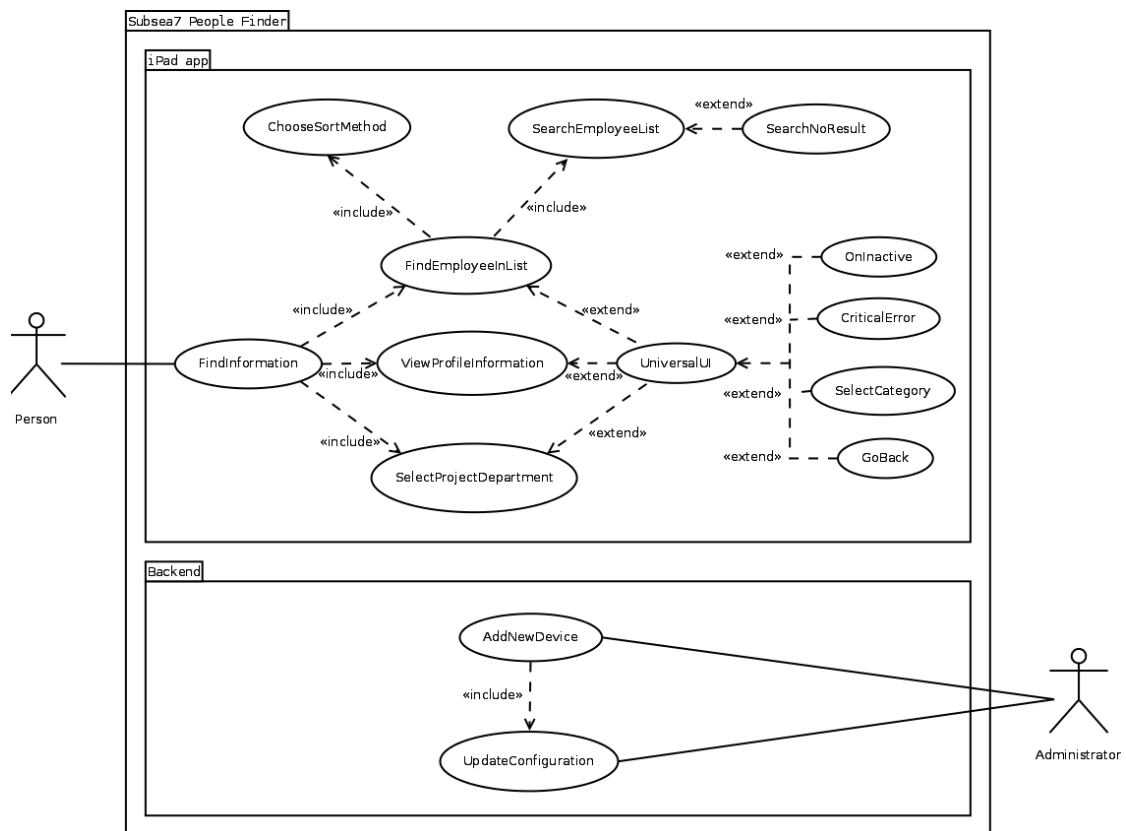 Subsea7 People Finder
iPad app
ChooseSortMethod
SearchEmployeeList
«extend»
SearchNoResult
«include»
«include»
FindEmployeeInList
«extend»
OnInactive
«include»
«extend»
«extend»
CriticalError
FindInformation
«include»
ViewProfileInformation
«extend»
UniversalUI
«extend»
SelectCategory
Person
«include»
«extend»
«extend»
GoBack
SelectProjectDepartment
Backend
AddNewDevice
«include»
UpdateConfiguration
Administrator